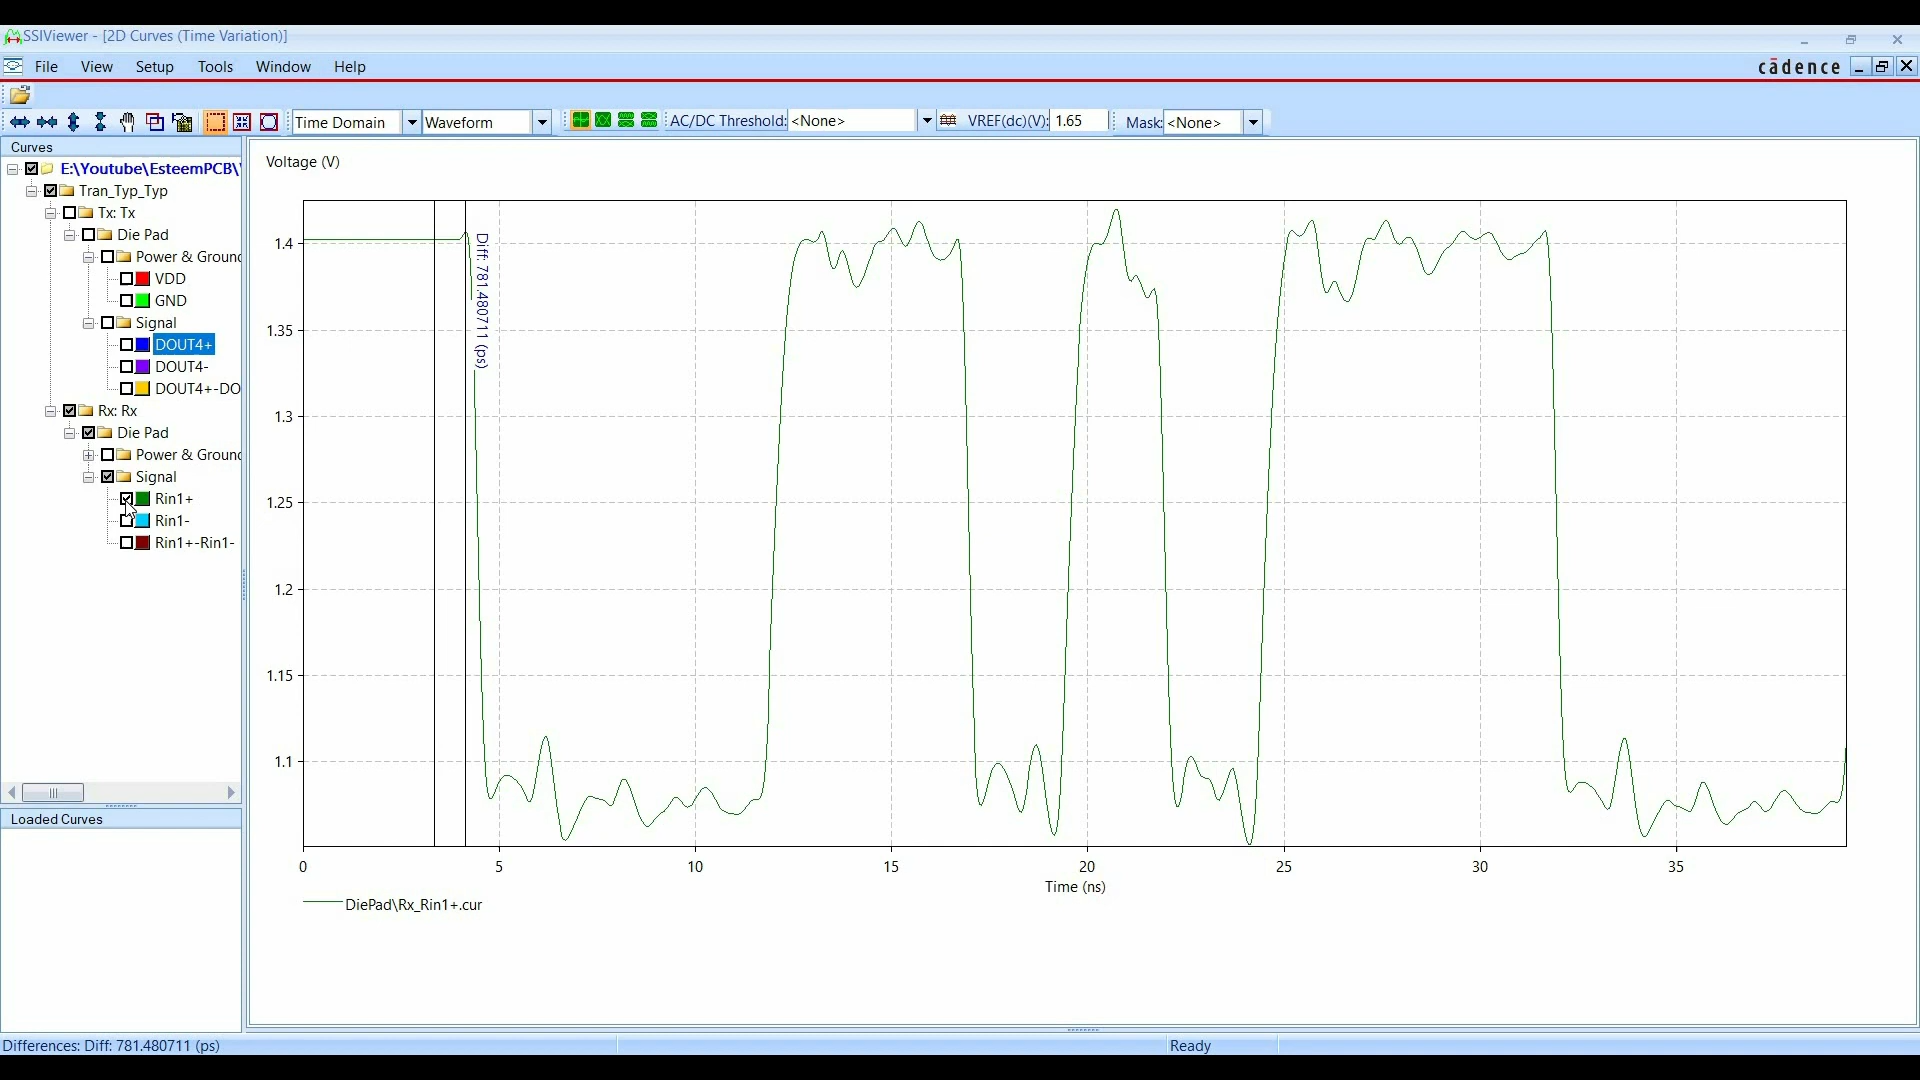 SSIViewer - [2D Curves (Time Variation)]
File View Setup Tools Window Help
cādence
Time Domain Waveform AC/DC Threshold: <None> VREF(dc)(V): 1.65 Mask: <None>
Curves
E:\Youtube\EsteemPCB\
Tran_Typ_Typ
Tx: Tx
Die Pad
Power & Ground
VDD
GND
Signal
DOUT4+
DOUT4-
DOUT4+-DO
Rx: Rx
Die Pad
Power & Ground
Signal
Rin1+
Rin1-
Rin1+-Rin1-
Loaded Curves
Voltage (V)
Diff: 781.480711 (ps)
1.4
1.35
1.3
1.25
1.2
1.15
1.1
0 5 10 15 20 25 30 35
Time (ns)
DiePad\Rx_Rin1+.cur
Differences: Diff: 781.480711 (ps) Ready